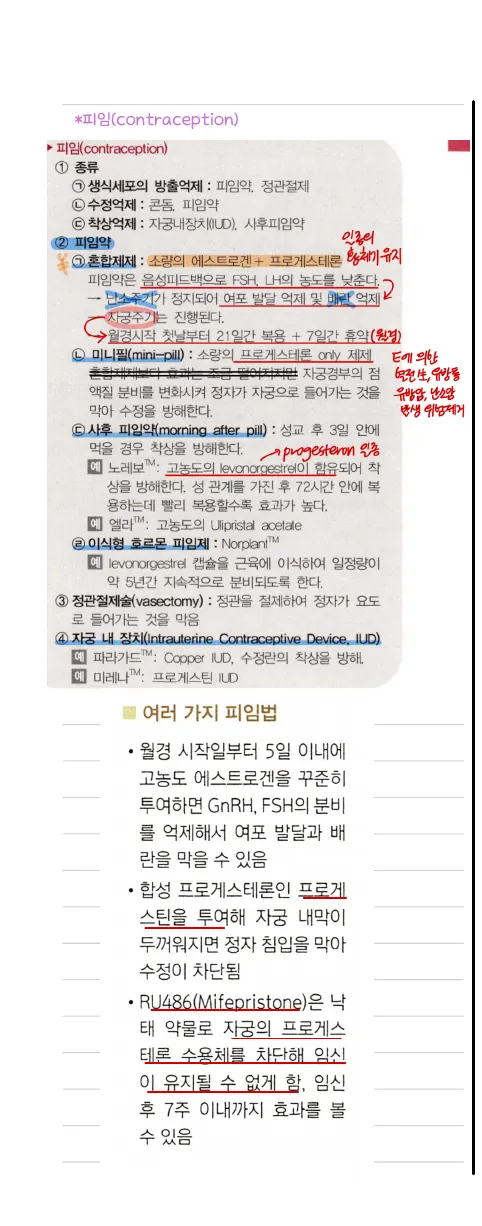 *피임(contraception)
▶ 피임(contraception)
① 종류
㉠ 생식세포의 방출억제 : 피임약, 정관절제
㉡ 수정억제 : 콘돔, 피임약
㉢ 착상억제 : 자궁내장치(IUD), 사후피임약
② 피임약
㉠ 혼합제제 : 소량의 에스트로겐 + 프로게스테론
인공의
황체기 유지
피임약은 음성피드백으로 FSH, LH의 농도를 낮춘다.
→ 난소주기가 정지되어 여포 발달 억제 및 배란 억제
→ 자궁주기는 진행된다.
월경시작 첫날부터 21일간 복용 + 7일간 휴약 (월경)
㉡ 미니필(mini-pill) : 소량의 프로게스테론 only 제제
혼합제제보다 효과는 조금 떨어지지만 자궁경부의 점
액질 분비를 변화시켜 정자가 자궁으로 들어가는 것을
막아 수정을 방해한다.
E에 의한
혈전生, 유방통
유방암, 난소암
발생 위험제거
㉢ 사후 피임약(morning after pill) : 성교 후 3일 안에
먹을 경우 착상을 방해한다.
→ progesteron 인공
예 노레보™: 고농도의 levonorgestrel이 함유되어 착
상을 방해한다. 성 관계를 가진 후 72시간 안에 복
용하는데 빨리 복용할수록 효과가 높다.
예 엘라™: 고농도의 Ulipristal acetate
㉣ 이식형 호르몬 피임제 : Norplant™
예 levonorgestrel 캡슐을 근육에 이식하여 일정량이
약 5년간 지속적으로 분비되도록 한다.
③ 정관절제술(vasectomy) : 정관을 절제하여 정자가 요도
로 들어가는 것을 막음
④ 자궁 내 장치(Intrauterine Contraceptive Device, IUD)
예 파라가드™: Copper IUD, 수정란의 착상을 방해.
예 미레나™: 프로게스틴 IUD
여러 가지 피임법
• 월경 시작일부터 5일 이내에
고농도 에스트로겐을 꾸준히
투여하면 GnRH, FSH의 분비
를 억제해서 여포 발달과 배
란을 막을 수 있음
• 합성 프로게스테론인 프로게
스틴을 투여해 자궁 내막이
두꺼워지면 정자 침입을 막아
수정이 차단됨
• RU486(Mifepristone)은 낙
태 약물로 자궁의 프로게스
테론 수용체를 차단해 임신
이 유지될 수 없게 함, 임신
후 7주 이내까지 효과를 볼
수 있음